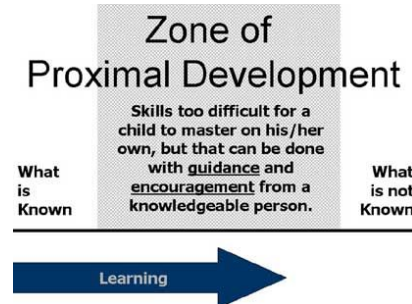 Zone of
Proximal Development
Skills too difficult for a
child to master on his/her
own, but that can be done
with guidance and
encouragement from a
knowledgeable person.
What
is
Known
What
is not
Known
Learning